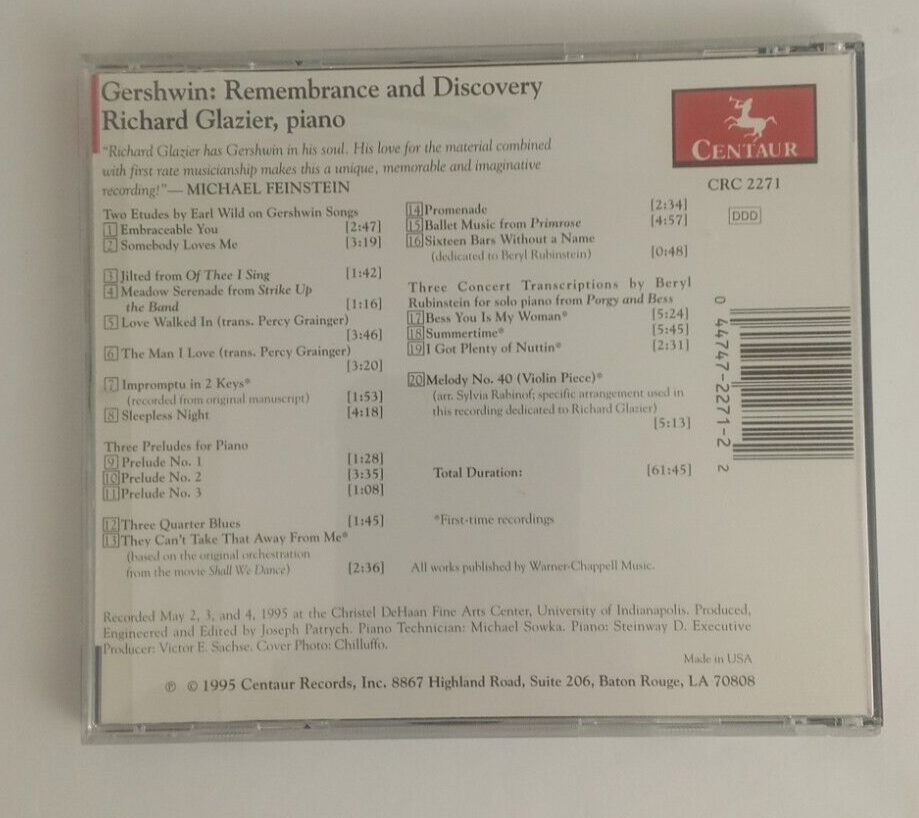 Gershwin: Remembrance and Discovery
Richard Glazier, piano
"Richard Glazier has Gershwin in his soul. His love for the material combined
with first rate musicianship makes this a unique, memorable and imaginative
recording!"— MICHAEL FEINSTEIN
Two Etudes by Earl Wild on Gershwin Songs
1 Embraceable You [2:47]
2 Somebody Loves Me [3:19]
3 Jilted from Of Thee I Sing [1:42]
4 Meadow Serenade from Strike Up
the Band [1:16]
5 Love Walked In (trans. Percy Grainger)
[3:46]
6 The Man I Love (trans. Percy Grainger)
[3:20]
7 Impromptu in 2 Keys*
(recorded from original manuscript) [1:53]
8 Sleepless Night [4:18]
Three Preludes for Piano
9 Prelude No. 1 [1:28]
10 Prelude No. 2 [3:35]
11 Prelude No. 3 [1:08]
12 Three Quarter Blues [1:45]
13 They Can't Take That Away From Me*
(based on the original orchestration
from the movie Shall We Dance) [2:36]
14 Promenade [2:34]
15 Ballet Music from Primrose [4:57]
16 Sixteen Bars Without a Name
(dedicated to Beryl Rubinstein) [0:48]
Three Concert Transcriptions by Beryl
Rubinstein for solo piano from Porgy and Bess
17 Bess You Is My Woman* [5:24]
18 Summertime* [5:45]
19 I Got Plenty of Nuttin* [2:31]
20 Melody No. 40 (Violin Piece)*
(arr. Sylvia Rabinof; specific arrangement used in
this recording dedicated to Richard Glazier)
[5:13]
Total Duration: [61:45]
*First-time recordings
All works published by Warner-Chappell Music.
CENTAUR
CRC 2271
DDD
0 44747-2271-2 2
Recorded May 2, 3, and 4, 1995 at the Christel DeHaan Fine Arts Center, University of Indianapolis. Produced,
Engineered and Edited by Joseph Patrych. Piano Technician: Michael Sowka. Piano: Steinway D. Executive
Producer: Victor E. Sachse. Cover Photo: Chilluffo.
Made in USA
℗ © 1995 Centaur Records, Inc. 8867 Highland Road, Suite 206, Baton Rouge, LA 70808